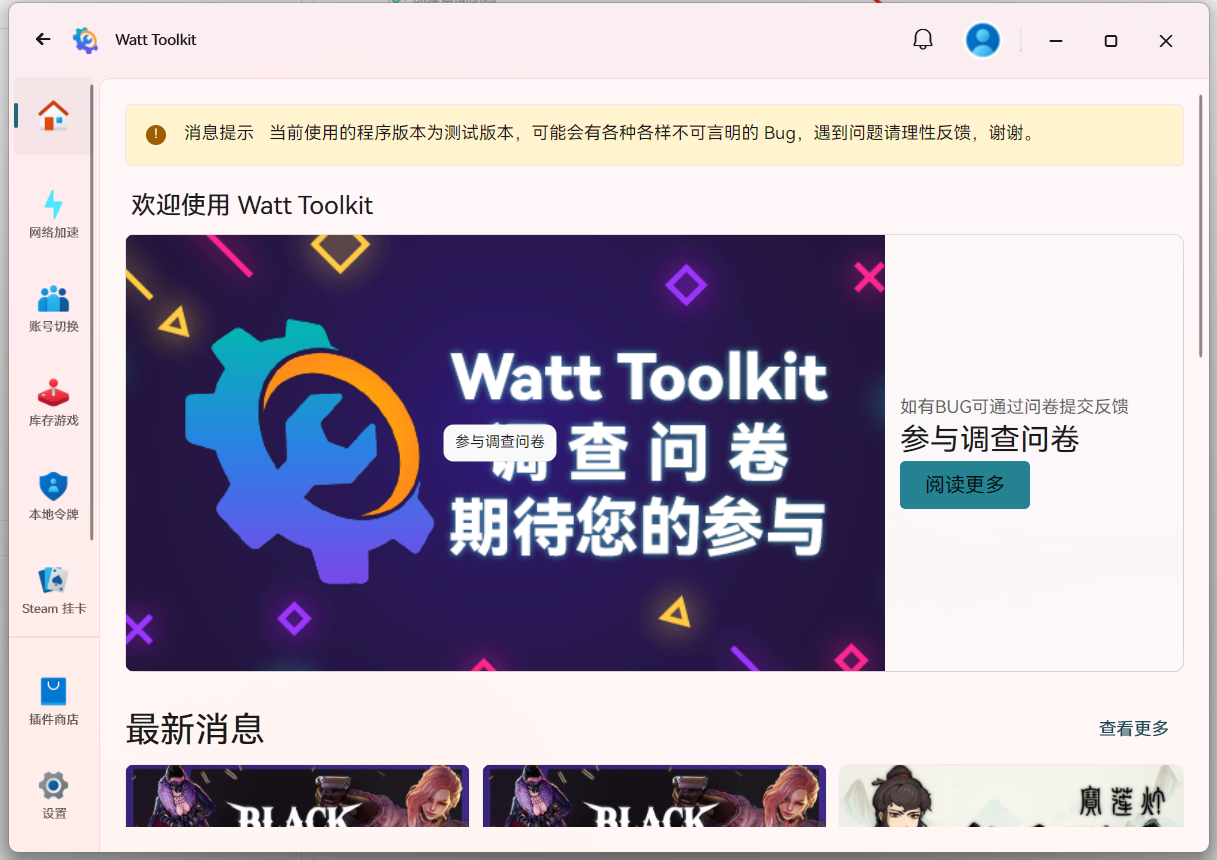 Watt Toolkit
消息提示 当前使用的程序版本为测试版本，可能会有各种各样不可言明的 Bug，遇到问题请理性反馈，谢谢。
欢迎使用 Watt Toolkit
网络加速
账号切换
库存游戏
本地令牌
Steam 挂卡
插件商店
设置
Watt Toolkit
调查问卷
期待您的参与
参与调查问卷
如有BUG可通过问卷提交反馈
参与调查问卷
阅读更多
最新消息
查看更多
BLACK
BLACK
寶莲炉